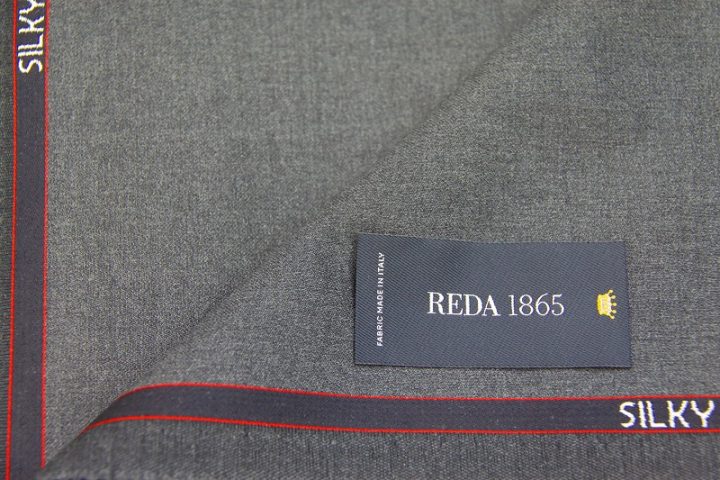 SILKY
FABRIC MADE IN ITALY
REDA 1865
SILKY